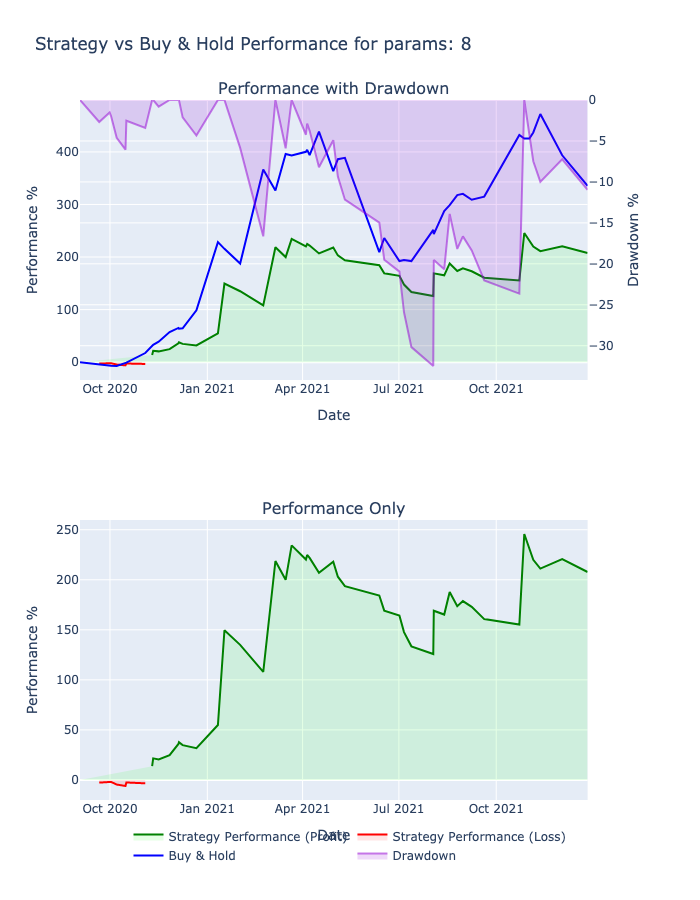 Strategy vs Buy & Hold Performance for params: 8
Performance with Drawdown
400
300
200
100
0
Performance %
0
−5
−10
−15
−20
−25
−30
Drawdown %
Oct 2020 Jan 2021 Apr 2021 Jul 2021 Oct 2021
Date
Performance Only
250
200
150
100
50
0
Performance %
Oct 2020 Jan 2021 Apr 2021 Jul 2021 Oct 2021
Date
Strategy Performance (Profit) Strategy Performance (Loss)
Buy & Hold Drawdown